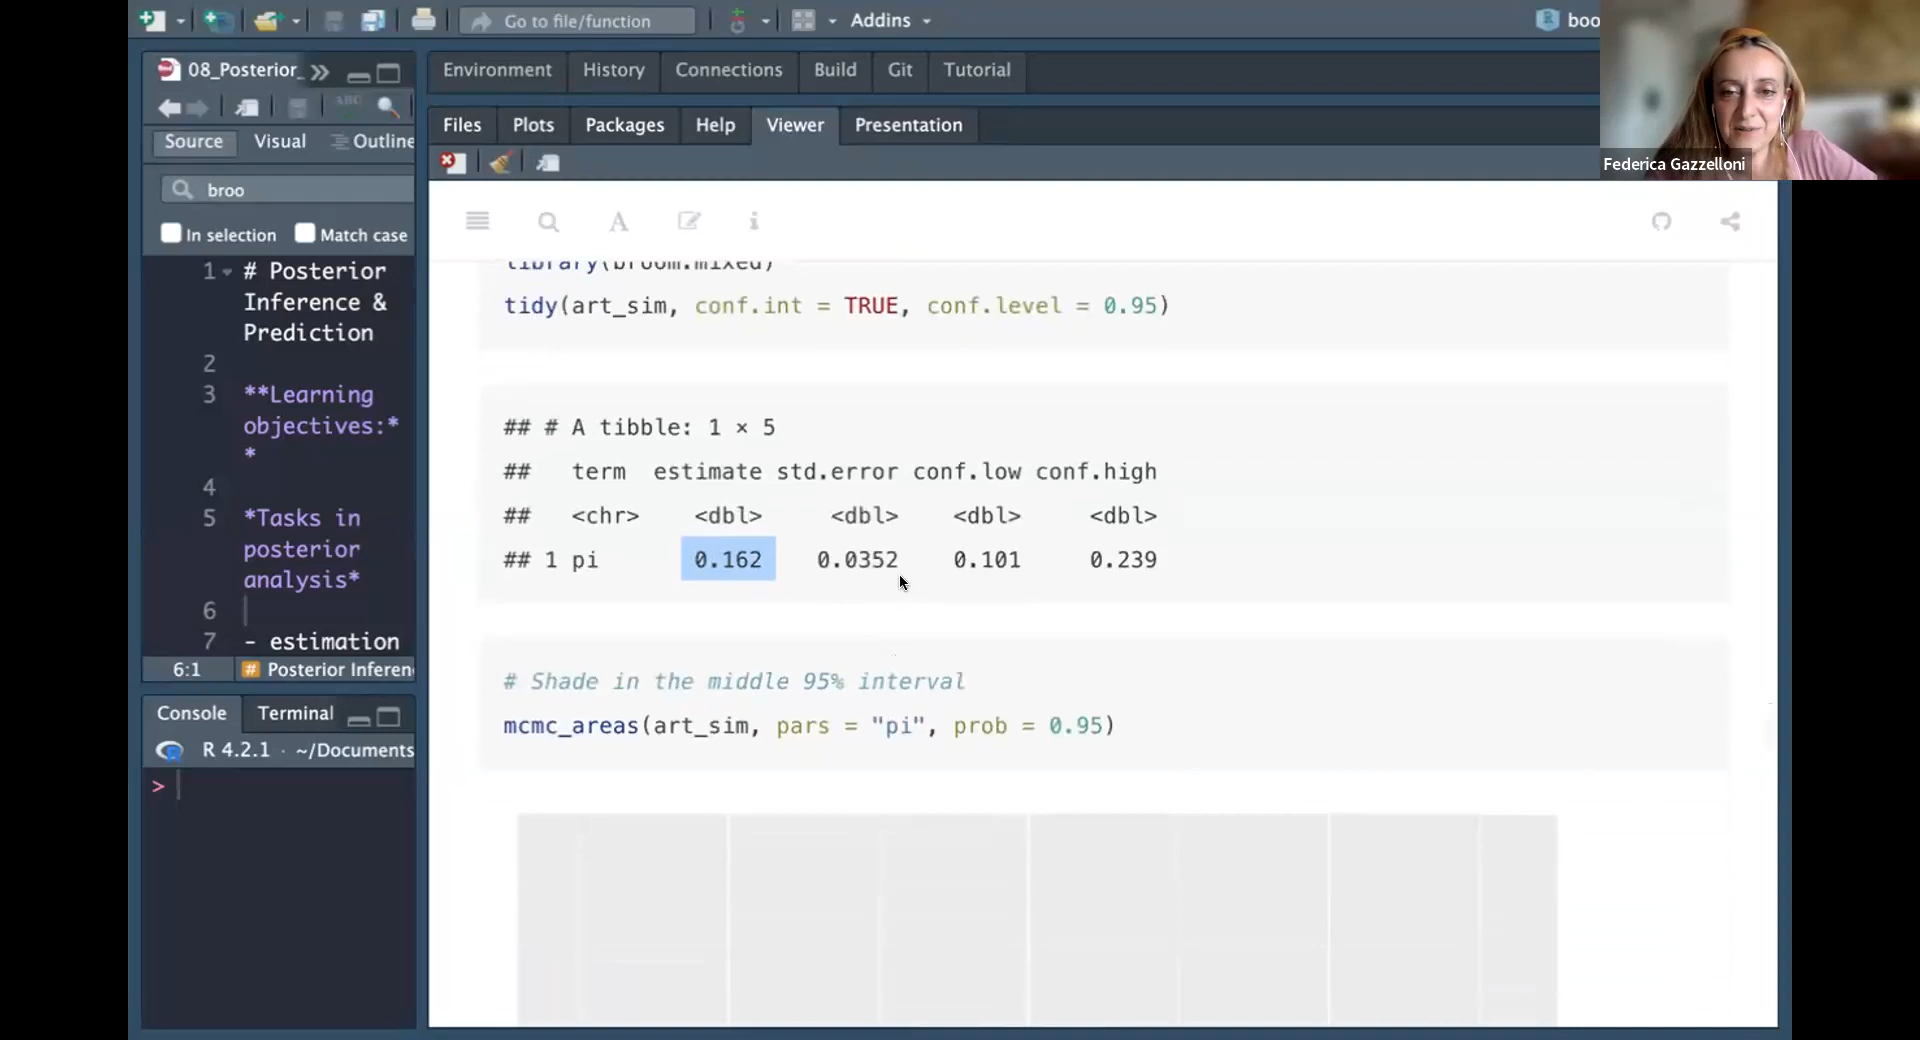 Go to file/function
Addins
boo
Federica Gazzelloni
08_Posterior_
Source Visual Outline
broo
In selection Match case
1 # Posterior
Inference &
Prediction
2
3 **Learning
objectives:*
*
4
5 *Tasks in
posterior
analysis*
6
7 - estimation
6:1 # Posterior Inferen
Console Terminal
R 4.2.1 · ~/Documents
>
Environment History Connections Build Git Tutorial
Files Plots Packages Help Viewer Presentation
library(broom.mixed)
tidy(art_sim, conf.int = TRUE, conf.level = 0.95)
## # A tibble: 1 × 5
##   term  estimate std.error conf.low conf.high
##   <chr>    <dbl>     <dbl>    <dbl>     <dbl>
## 1 pi       0.162    0.0352    0.101     0.239
# Shade in the middle 95% interval
mcmc_areas(art_sim, pars = "pi", prob = 0.95)